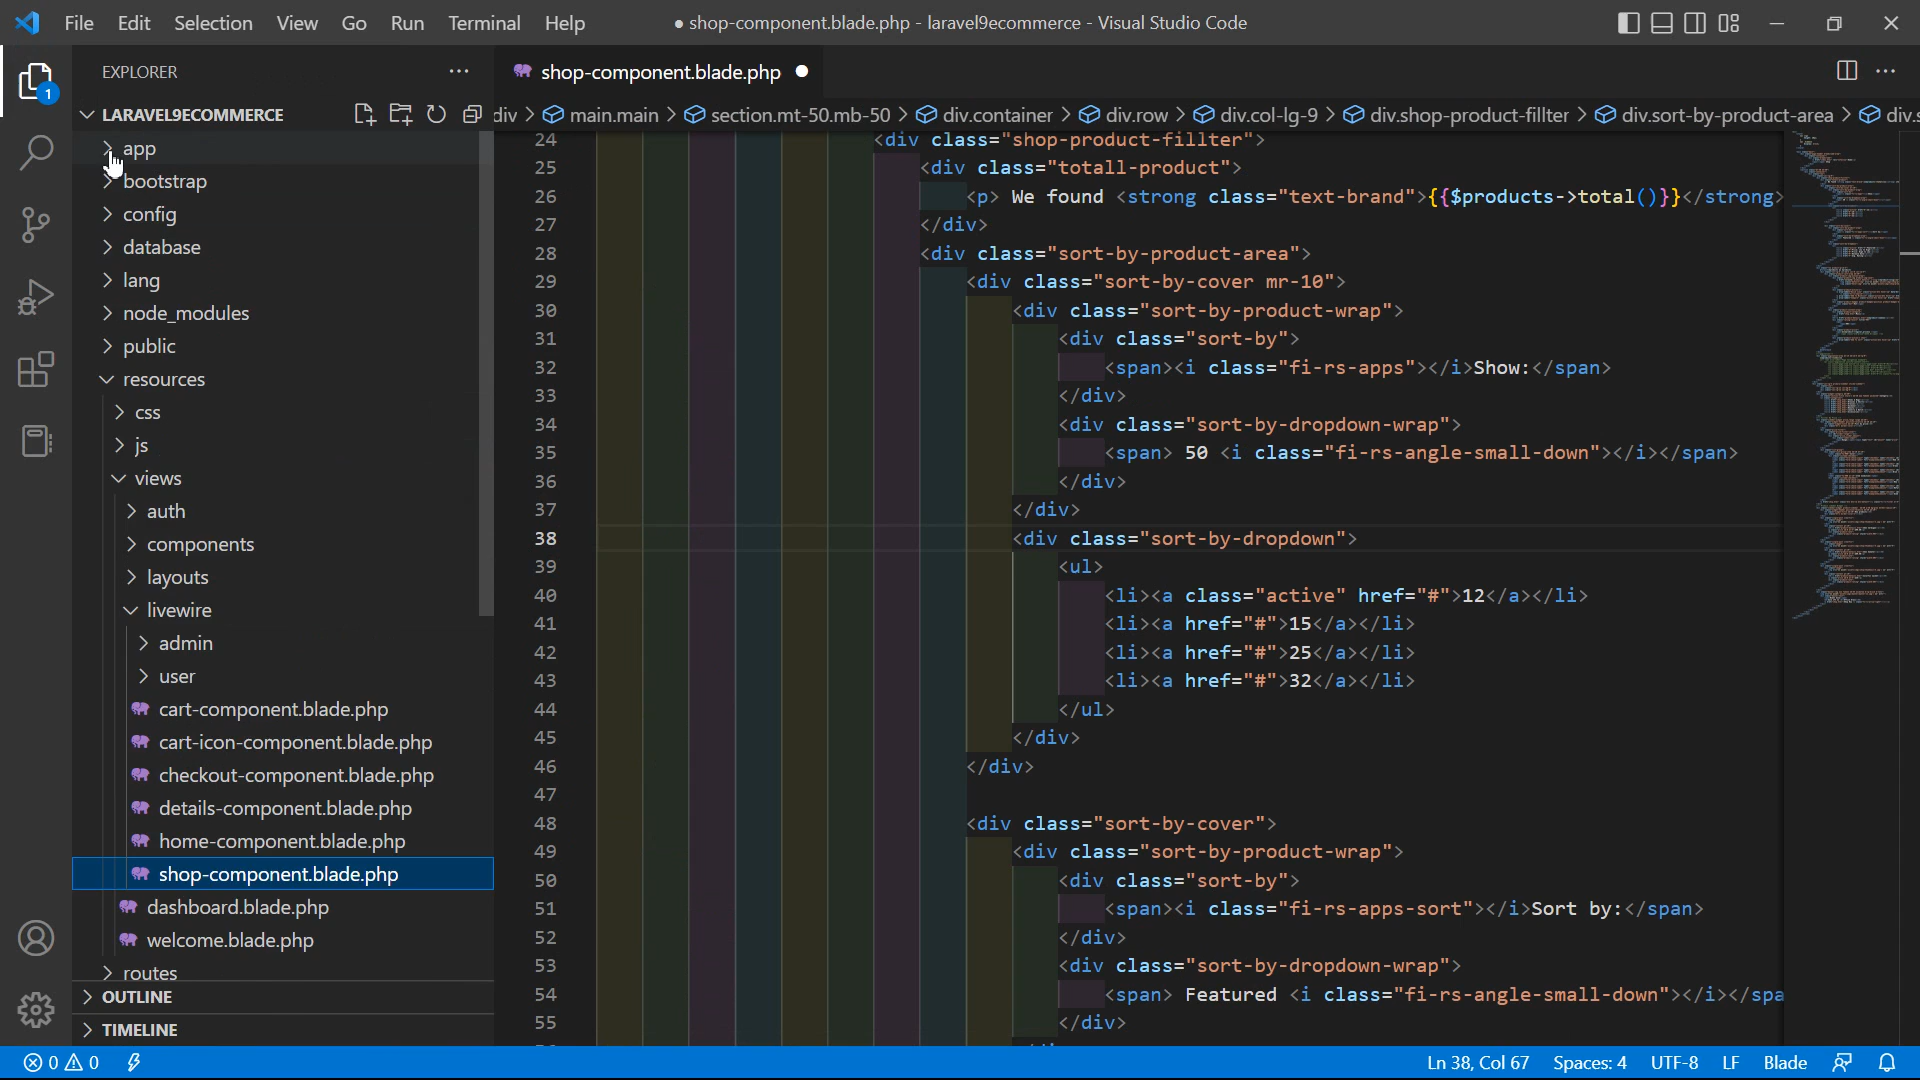 File Edit Selection View Go Run Terminal Help
● shop-component.blade.php - laravel9ecommerce - Visual Studio Code
EXPLORER
1
LARAVEL9ECOMMERCE
app
bootstrap
config
database
lang
node_modules
public
resources
css
js
views
auth
components
layouts
livewire
admin
user
cart-component.blade.php
cart-icon-component.blade.php
checkout-component.blade.php
details-component.blade.php
home-component.blade.php
shop-component.blade.php
dashboard.blade.php
welcome.blade.php
routes
OUTLINE
TIMELINE
shop-component.blade.php
div > main.main > section.mt-50.mb-50 > div.container > div.row > div.col-lg-9 > div.shop-product-fillter > div.sort-by-product-area > div.s
24 <div class="shop-product-fillter">
25 <div class="totall-product">
26 <p> We found <strong class="text-brand">{{$products->total()}}</strong>
27 </div>
28 <div class="sort-by-product-area">
29 <div class="sort-by-cover mr-10">
30 <div class="sort-by-product-wrap">
31 <div class="sort-by">
32 <span><i class="fi-rs-apps"></i>Show:</span>
33 </div>
34 <div class="sort-by-dropdown-wrap">
35 <span> 50 <i class="fi-rs-angle-small-down"></i></span>
36 </div>
37 </div>
38 <div class="sort-by-dropdown">
39 <ul>
40 <li><a class="active" href="#">12</a></li>
41 <li><a href="#">15</a></li>
42 <li><a href="#">25</a></li>
43 <li><a href="#">32</a></li>
44 </ul>
45 </div>
46 </div>
47
48 <div class="sort-by-cover">
49 <div class="sort-by-product-wrap">
50 <div class="sort-by">
51 <span><i class="fi-rs-apps-sort"></i>Sort by:</span>
52 </div>
53 <div class="sort-by-dropdown-wrap">
54 <span> Featured <i class="fi-rs-angle-small-down"></i></spa
55 </div>
0 0 Ln 38, Col 67 Spaces: 4 UTF-8 LF Blade